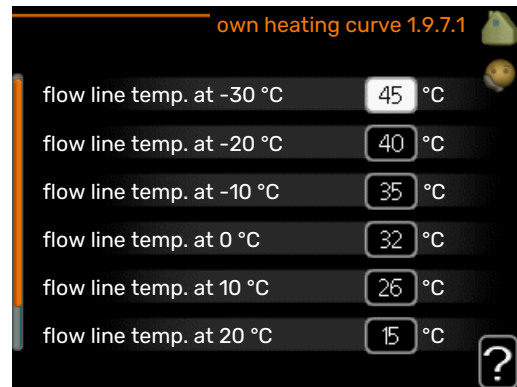 own heating curve 1.9.7.1
flow line temp. at -30 °C 45 °C
flow line temp. at -20 °C 40 °C
flow line temp. at -10 °C 35 °C
flow line temp. at 0 °C 32 °C
flow line temp. at 10 °C 26 °C
flow line temp. at 20 °C 15 °C
?